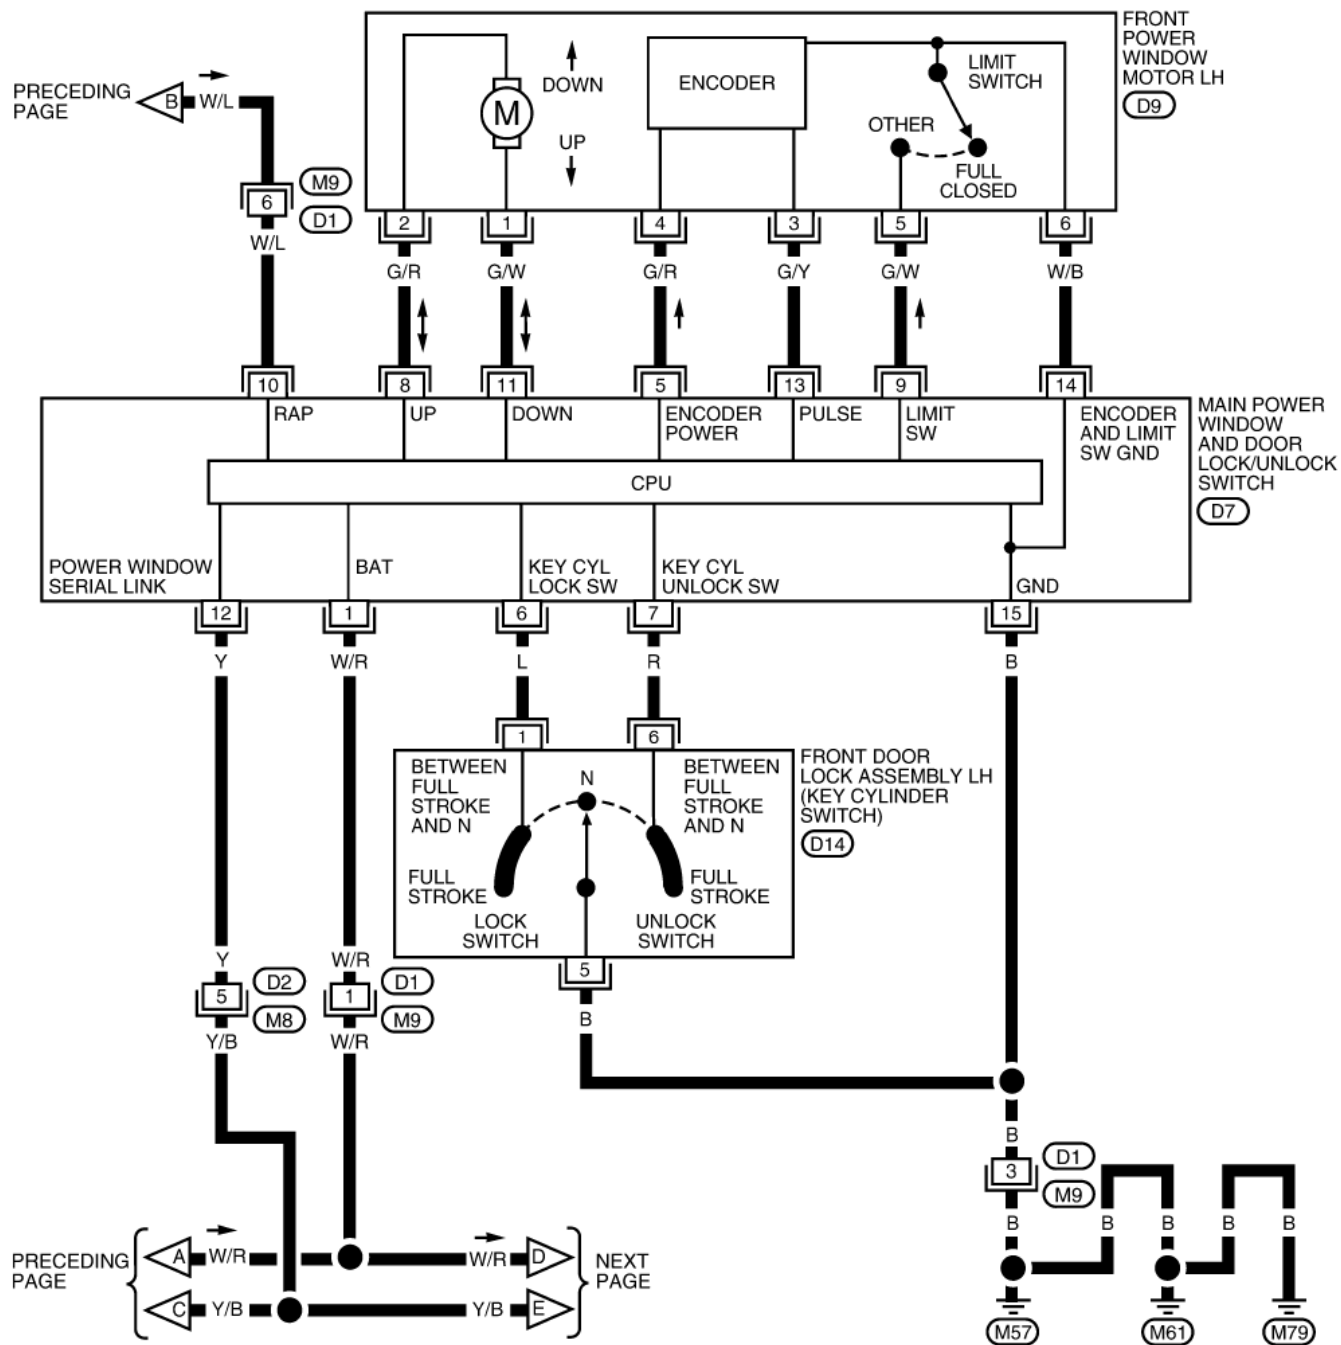 FRONT
POWER
WINDOW
MOTOR LH
D9
PRECEDING
PAGE
B
W/L
M
DOWN
UP
ENCODER
LIMIT
SWITCH
OTHER
FULL
CLOSED
6
M9
D1
W/L
2
1
4
3
5
6
G/R
G/W
G/R
G/Y
G/W
W/B
10
8
11
5
13
9
14
RAP
UP
DOWN
ENCODER
POWER
PULSE
LIMIT
SW
ENCODER
AND LIMIT
SW GND
MAIN POWER
WINDOW
AND DOOR
LOCK/UNLOCK
SWITCH
D7
CPU
POWER WINDOW
SERIAL LINK
BAT
KEY CYL
LOCK SW
KEY CYL
UNLOCK SW
GND
12
1
6
7
15
Y
W/R
L
R
B
1
6
BETWEEN
FULL
STROKE
AND N
N
BETWEEN
FULL
STROKE
AND N
FULL
STROKE
FULL
STROKE
LOCK
SWITCH
UNLOCK
SWITCH
FRONT DOOR
LOCK ASSEMBLY LH
(KEY CYLINDER
SWITCH)
D14
5
B
Y
W/R
5
D2
M8
1
D1
M9
Y/B
W/R
B
3
D1
M9
B
B
B
B
B
PRECEDING
PAGE
A
W/R
W/R
D
C
Y/B
Y/B
E
NEXT
PAGE
M57
M61
M79